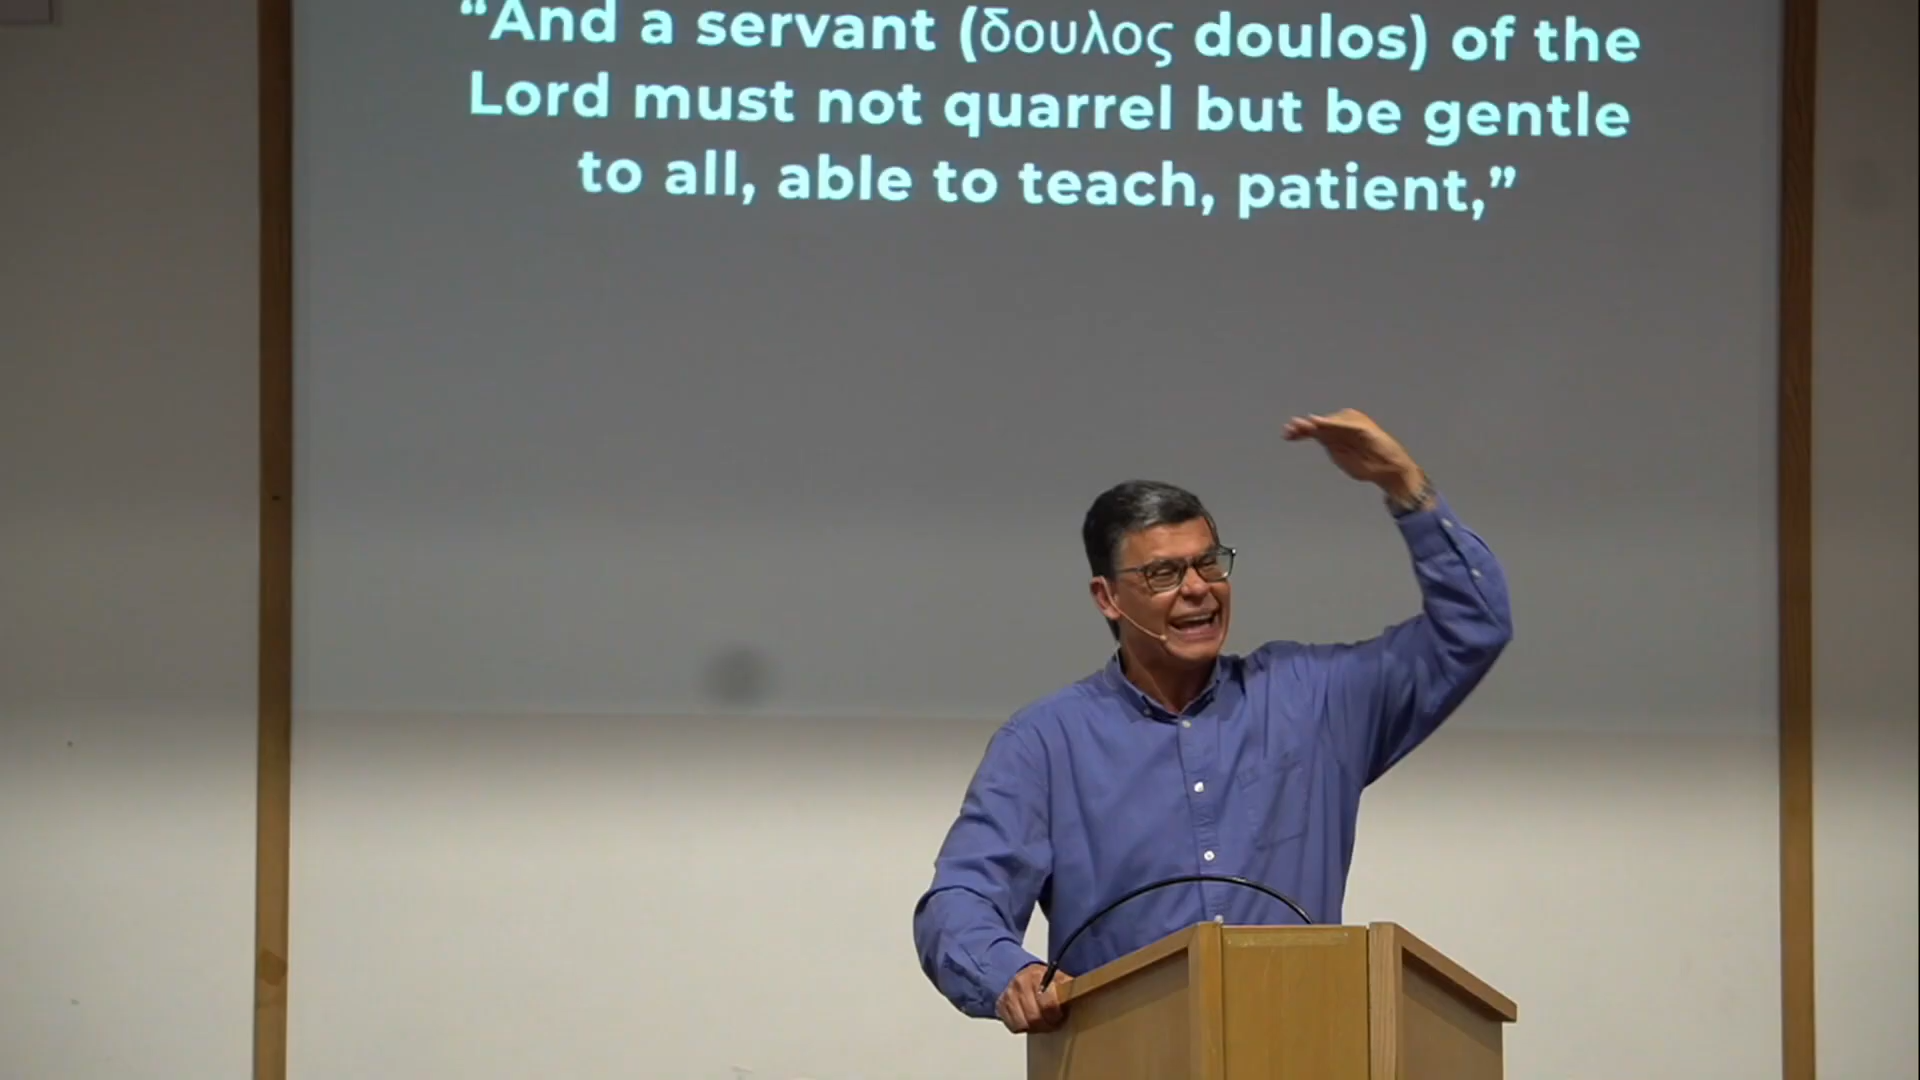 “And a servant (δουλος doulos) of the
Lord must not quarrel but be gentle
to all, able to teach, patient,”